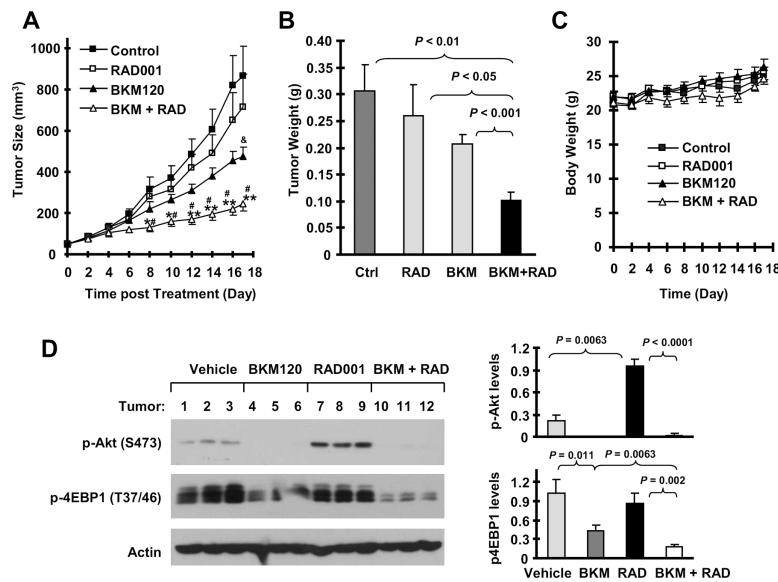 A
Tumor Size (mm³)
1000
800
600
400
200
0
Control
RAD001
BKM120
BKM + RAD
&
*# *# # ** # ** # ** # ** # **
0 2 4 6 8 10 12 14 16 18
Time post Treatment (Day)
B
Tumor Weight (g)
0.40
0.35
0.30
0.25
0.20
0.15
0.10
0.05
0.00
P < 0.01
P < 0.05
P < 0.001
Ctrl RAD BKM BKM+RAD
C
Body Weight (g)
30
25
20
15
10
5
0
Control
RAD001
BKM120
BKM + RAD
0 2 4 6 8 10 12 14 16 18
Time (Day)
D
Vehicle BKM120 RAD001 BKM + RAD
Tumor: 1 2 3 4 5 6 7 8 9 10 11 12
p-Akt (S473)
p-4EBP1 (T37/46)
Actin
p-Akt levels
1.2
0.9
0.6
0.3
0
P = 0.0063
P < 0.0001
p4EBP1 levels
1.5
1.2
0.9
0.6
0.3
0
P = 0.011
P = 0.0063
P = 0.002
Vehicle BKM RAD BKM + RAD